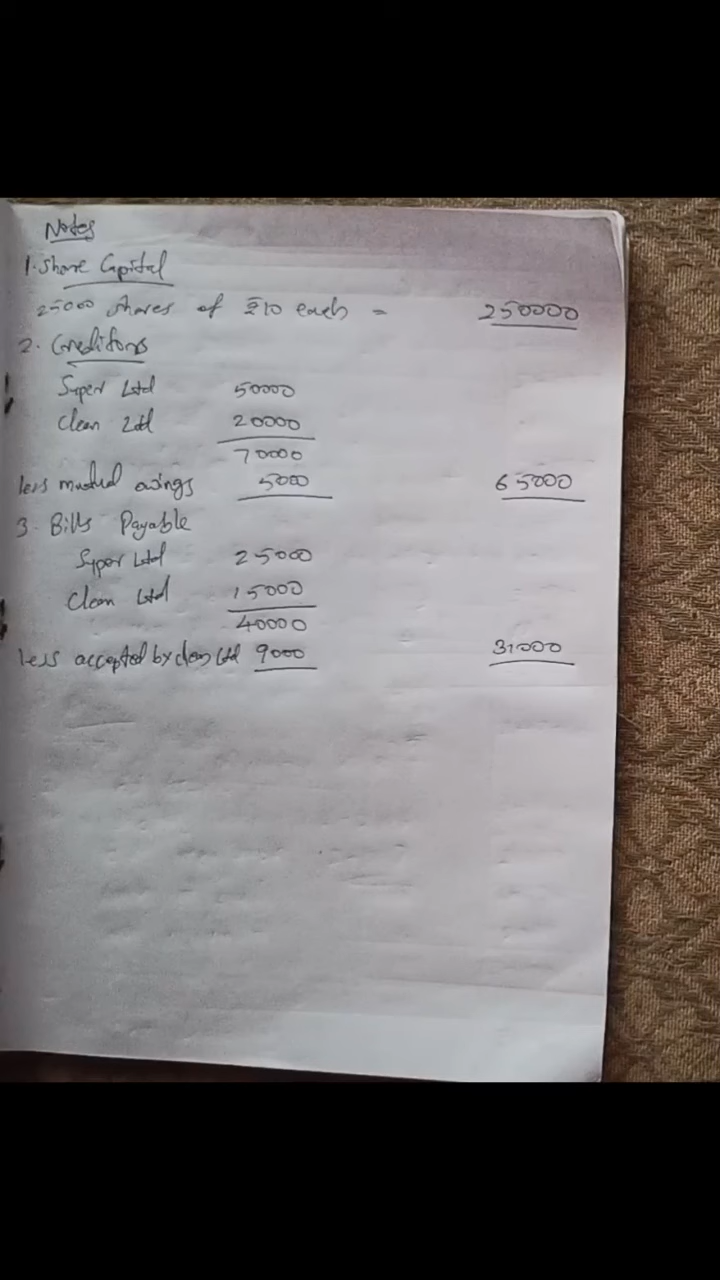 Notes
1. Share Capital
25000 shares of ₹10 each = 250000
2. Creditors
Super Ltd 50000
Clean Ltd 20000
70000
less mutual owings 5000 65000
3. Bills Payable
Super Ltd 25000
Clean Ltd 15000
40000
less accepted by clean Ltd 9000 31000